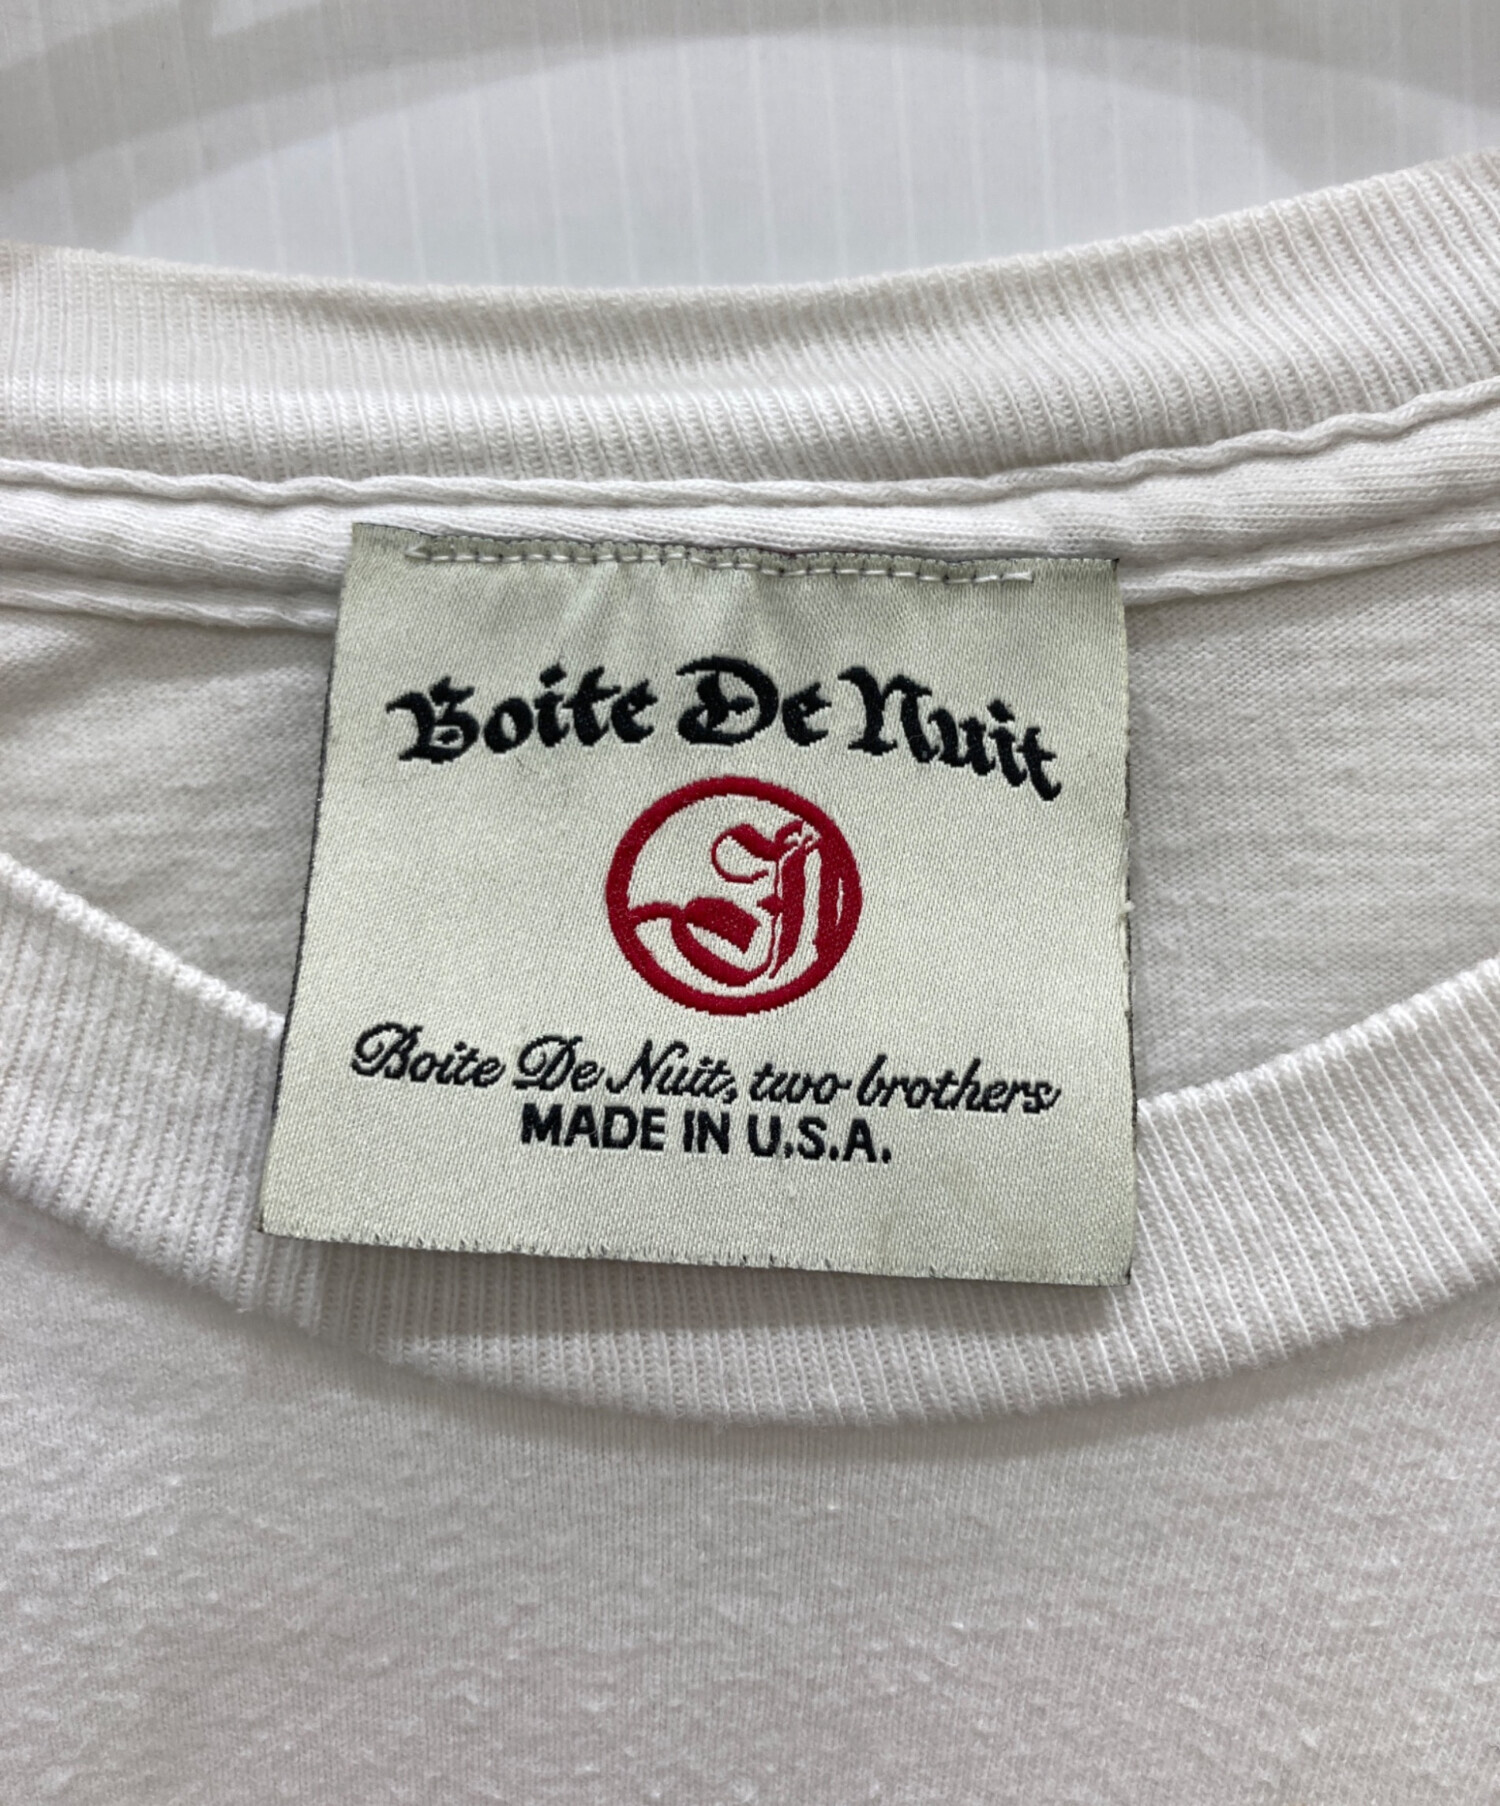 Boite De Nuit
Boite De Nuit, two brothers
MADE IN U.S.A.